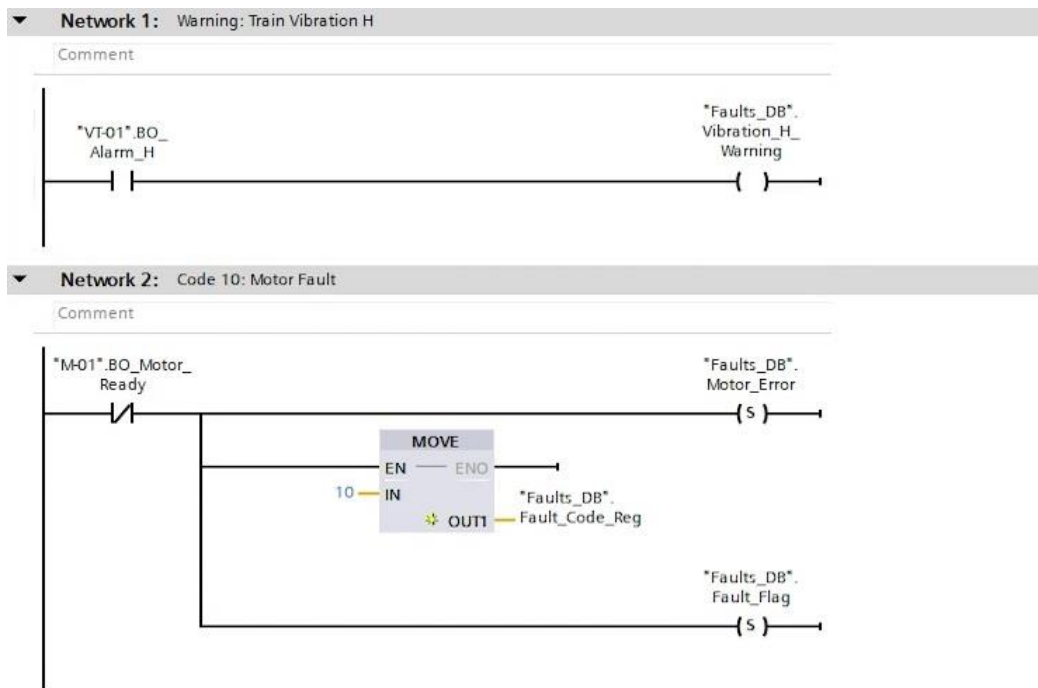 Network 1: Warning: Train Vibration H
Comment
"VT-01".BO_
Alarm_H
"Faults_DB".
Vibration_H_
Warning
Network 2: Code 10: Motor Fault
Comment
"M-01".BO_Motor_
Ready
"Faults_DB".
Motor_Error
S
MOVE
EN ENO
10 IN
OUT1
"Faults_DB".
Fault_Code_Reg
"Faults_DB".
Fault_Flag
S